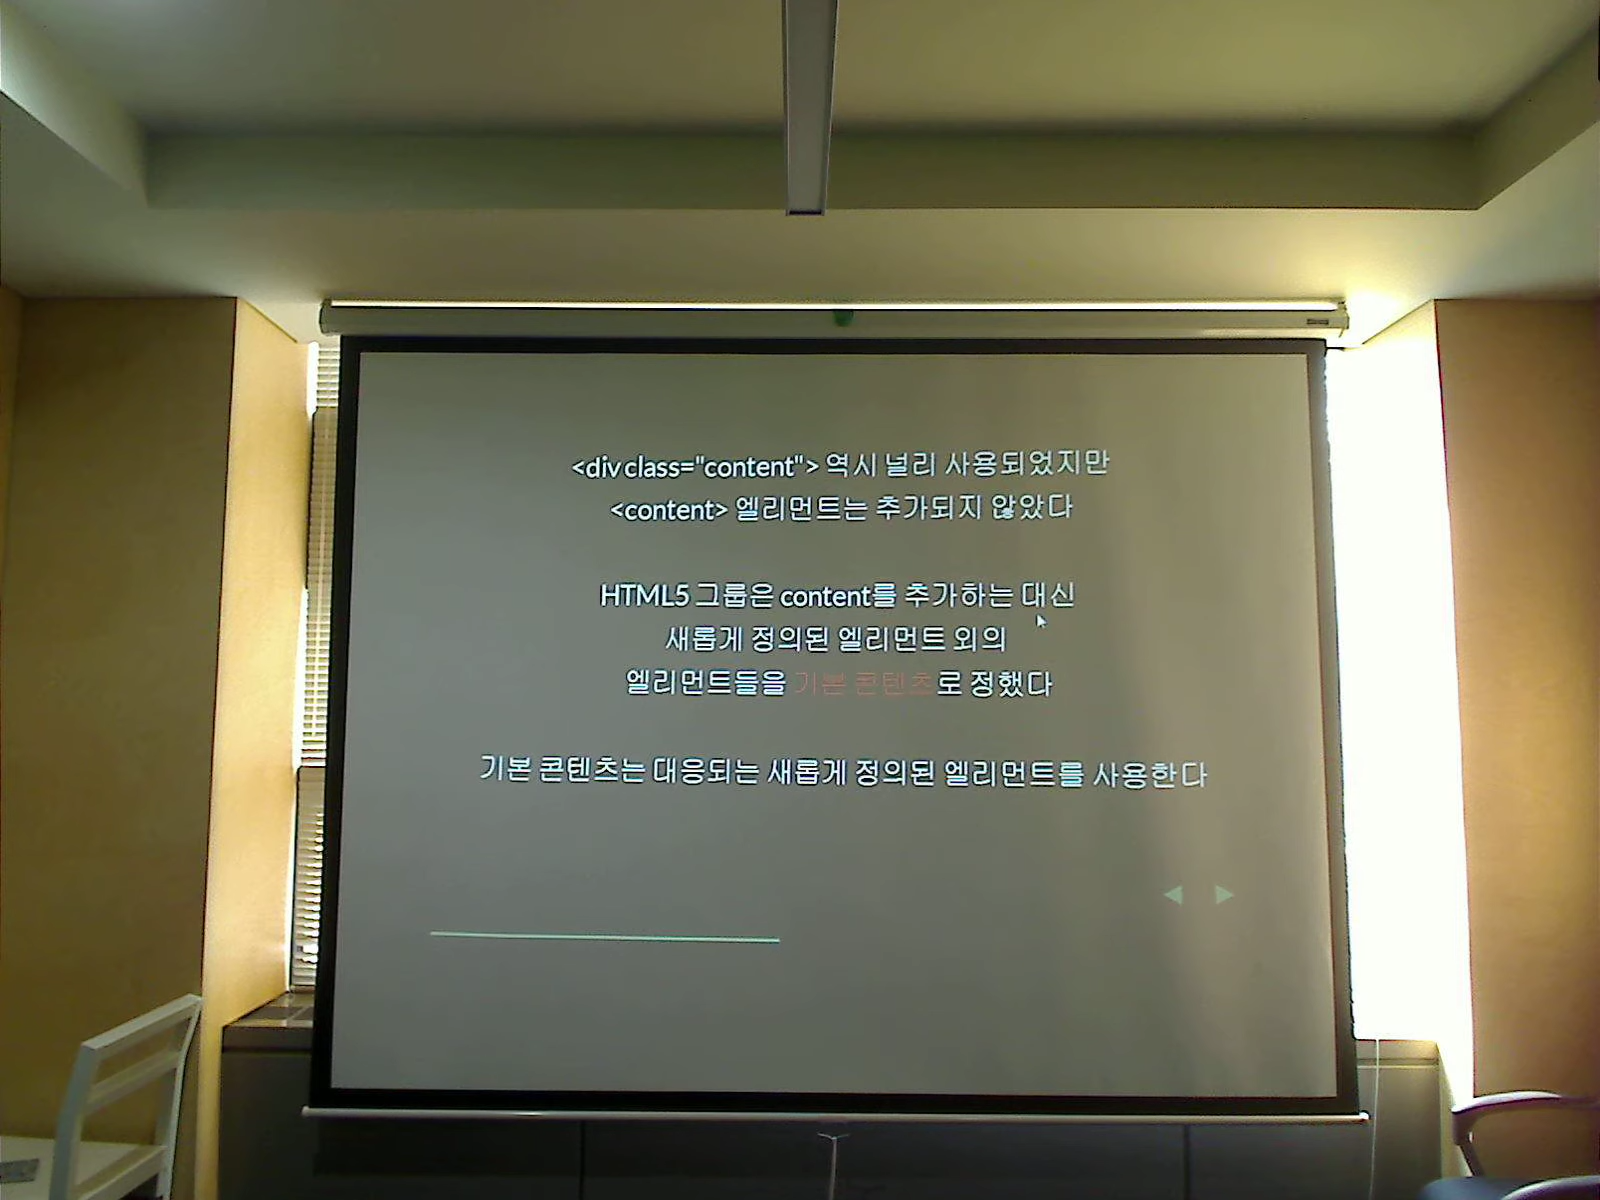 <div class="content"> 역시 널리 사용되었지만
<content> 엘리먼트는 추가되지 않았다
HTML5 그룹은 content를 추가하는 대신
새롭게 정의된 엘리먼트 외의
엘리먼트들을 기본 콘텐츠로 정했다
기본 콘텐츠는 대응되는 새롭게 정의된 엘리먼트를 사용한다